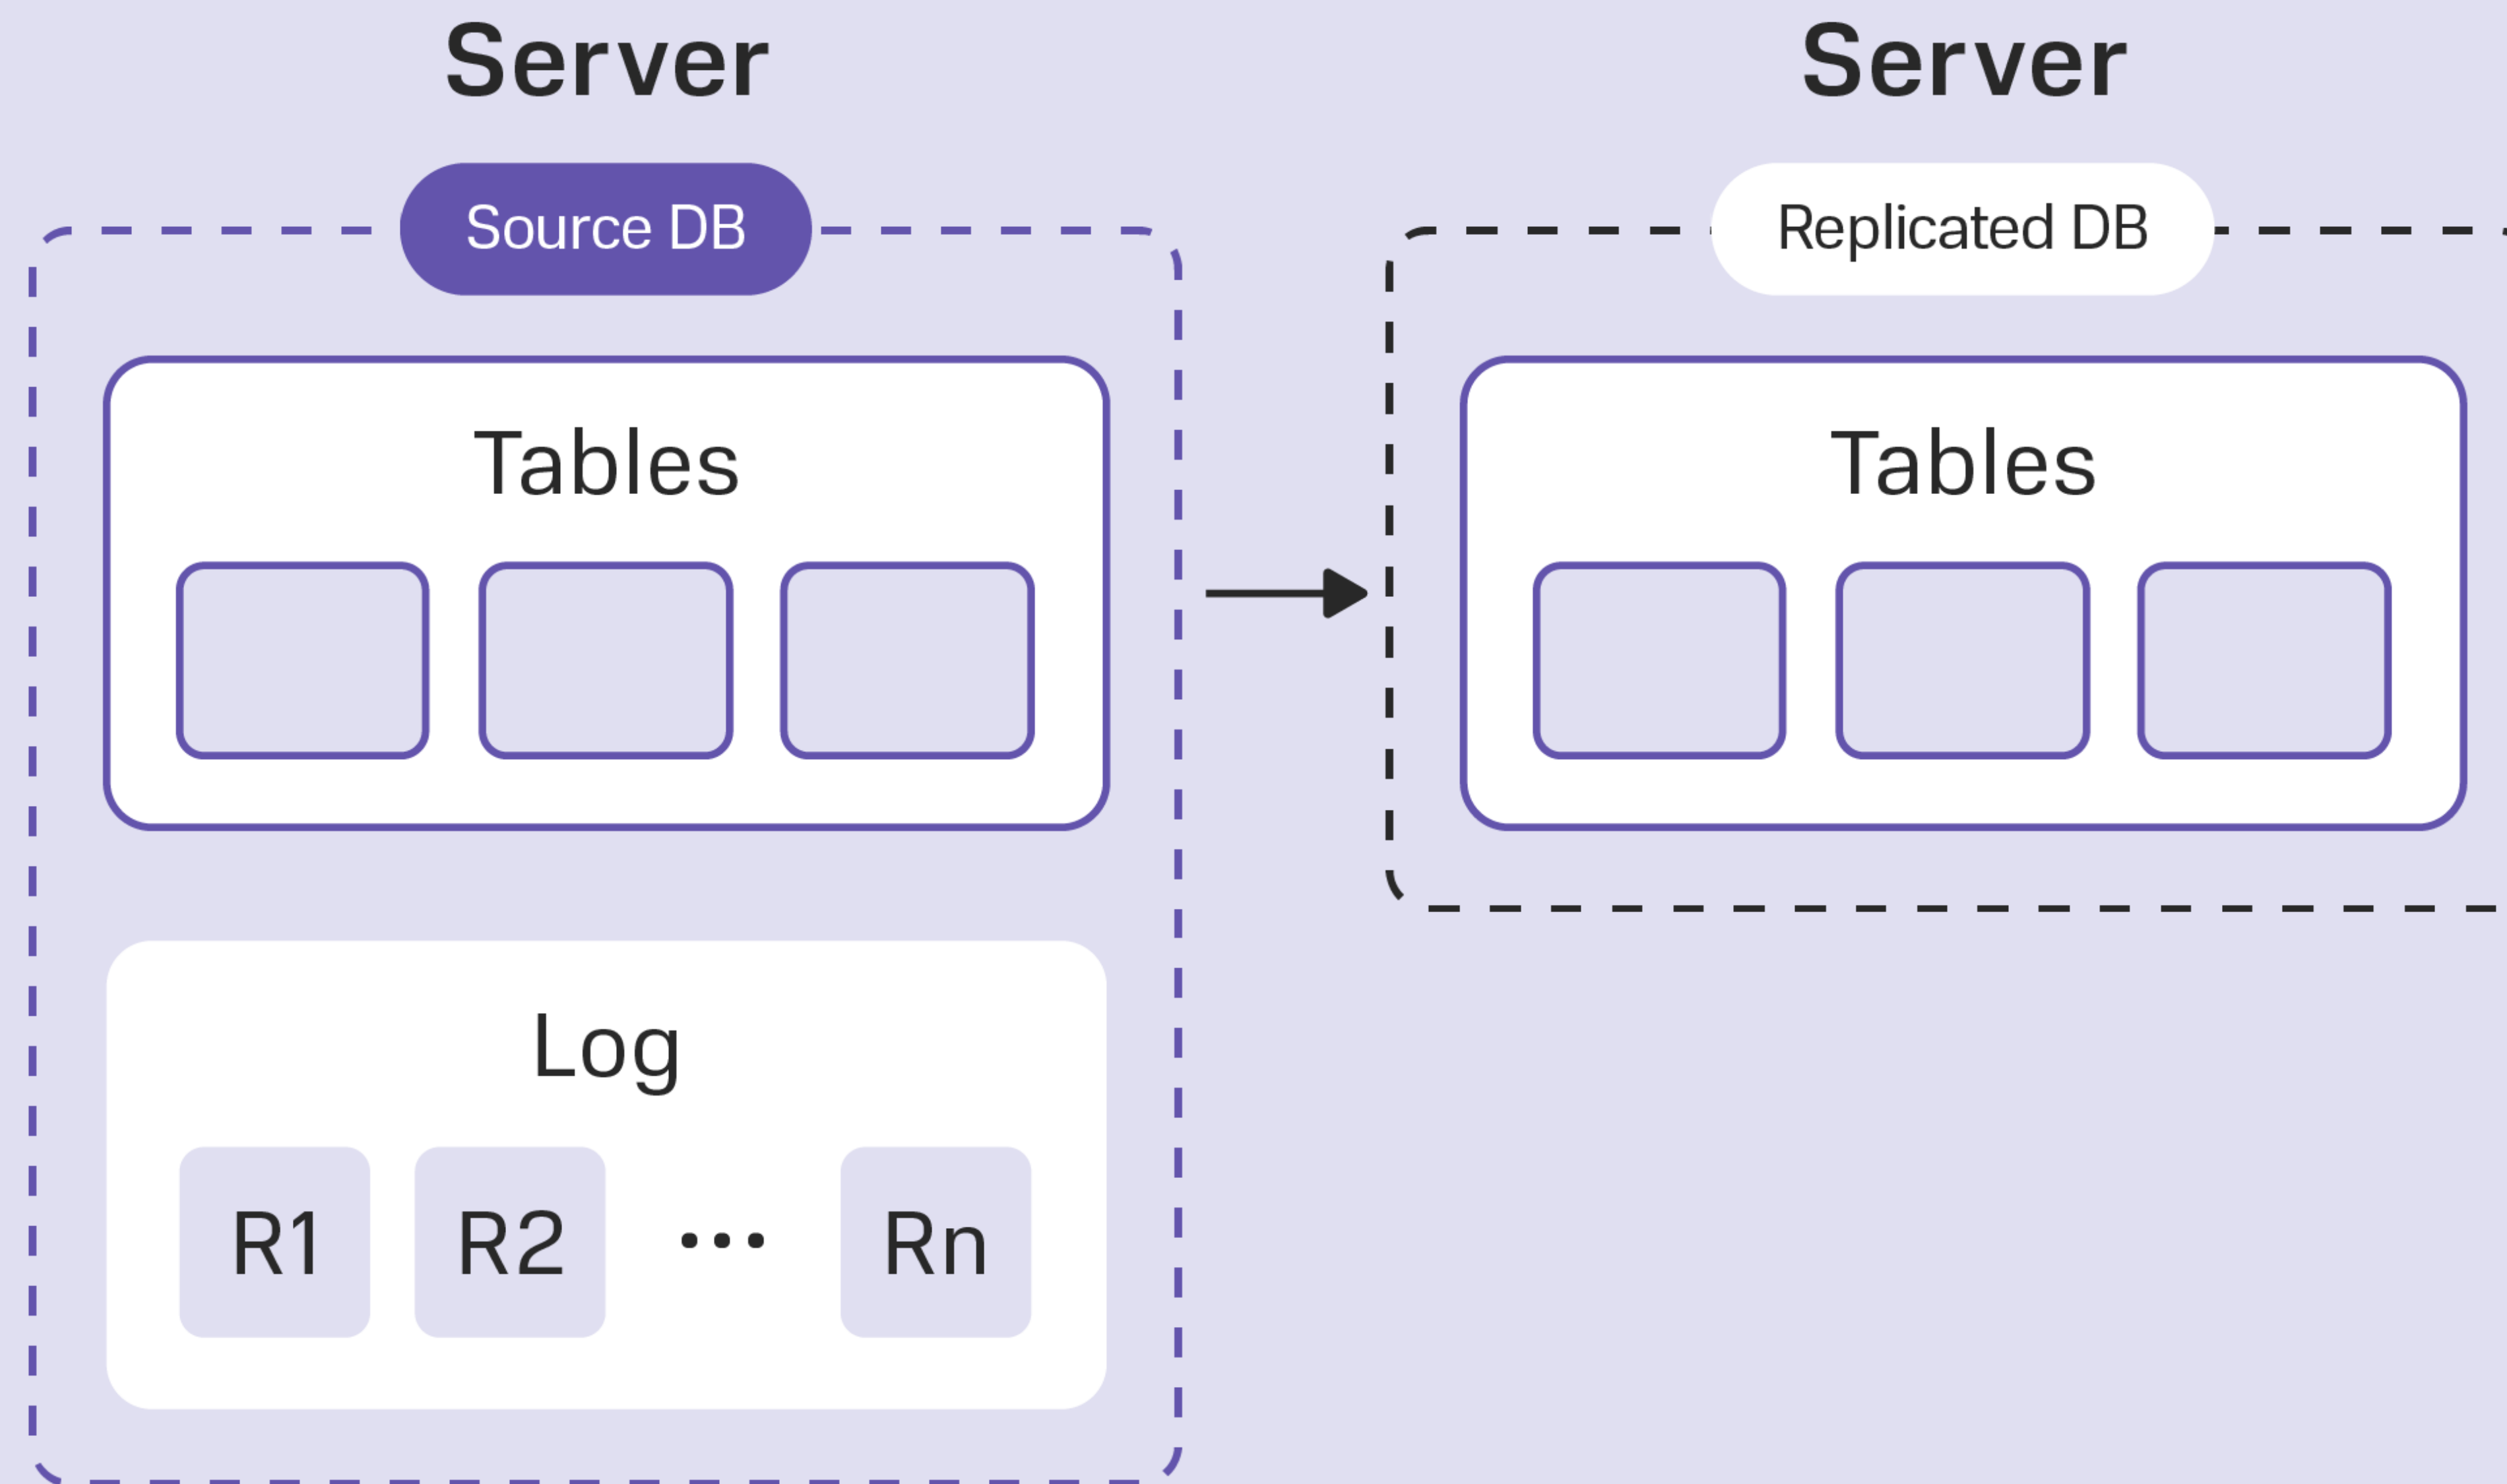 Server
Source DB
Tables
Log
R1 R2 ... Rn
Server
Replicated DB
Tables